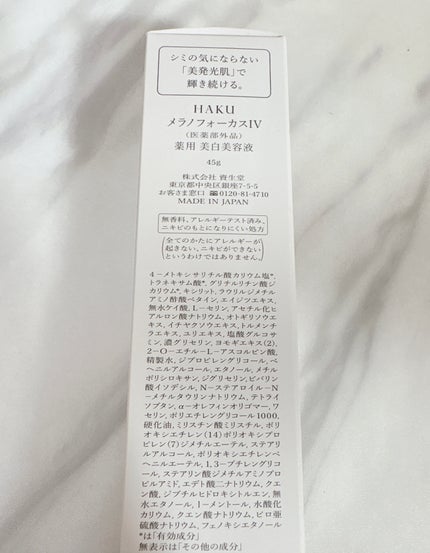 シミの気にならない
「美発光肌」で
輝き続ける。
HAKU
メラノフォーカスIV
(医薬部外品)
薬用 美白美容液
45g
株式会社 資生堂
東京都中央区銀座7-5-5
お客さま窓口 0120-81-4710
MADE IN JAPAN
無香料、アレルギーテスト済み、
ニキビのもとになりにくい処方
(全てのかたにアレルギーが
起きない、ニキビができない
というわけではありません。)
4-メトキシサリチル酸カリウム塩*,
トラネキサム酸*, グリチルリチン酸ジ
カリウム*, キシリット, ラウリルジメチル
アミノ酢酸ベタイン, エイジツエキス,
無水ケイ酸, L-セリン, アセチル化ヒ
アルロン酸ナトリウム, オトギリソウエ
キス, イチヤクソウエキス, トルメンチ
ラエキス, ユリエキス, 塩酸グルコサ
ミン, 濃グリセリン, ヨモギエキス(2),
2-O-エチル-L-アスコルビン酸,
精製水, ジプロピレングリコール, ベ
ヘニルアルコール, エタノール, メチル
ポリシロキサン, ジグリセリン, ピバリン
酸イソデシル, N-ステアロイル-N
-メチルタウリンナトリウム, テトライ
ソブタン, α-オレフィンオリゴマー, ワ
セリン, ポリエチレングリコール1000,
硬化油, ミリスチン酸ミリスチル, ポリ
オキシエチレン(14)ポリオキシプロ
ピレン(7)ジメチルエーテル, ステアリ
ルアルコール, ポリオキシエチレンベ
ヘニルエーテル, 1,3-ブチレングリコ
ール, ステアリン酸ジメチルアミノプロ
ピルアミド, エデト酸二ナトリウム, クエ
ン酸, ジブチルヒドロキシトルエン, 無
水エタノール, l-メントール, 水酸化
カリウム, クエン酸ナトリウム, ピロ亜
硫酸ナトリウム, フェノキシエタノール
*は「有効成分」
無表示は「その他の成分」